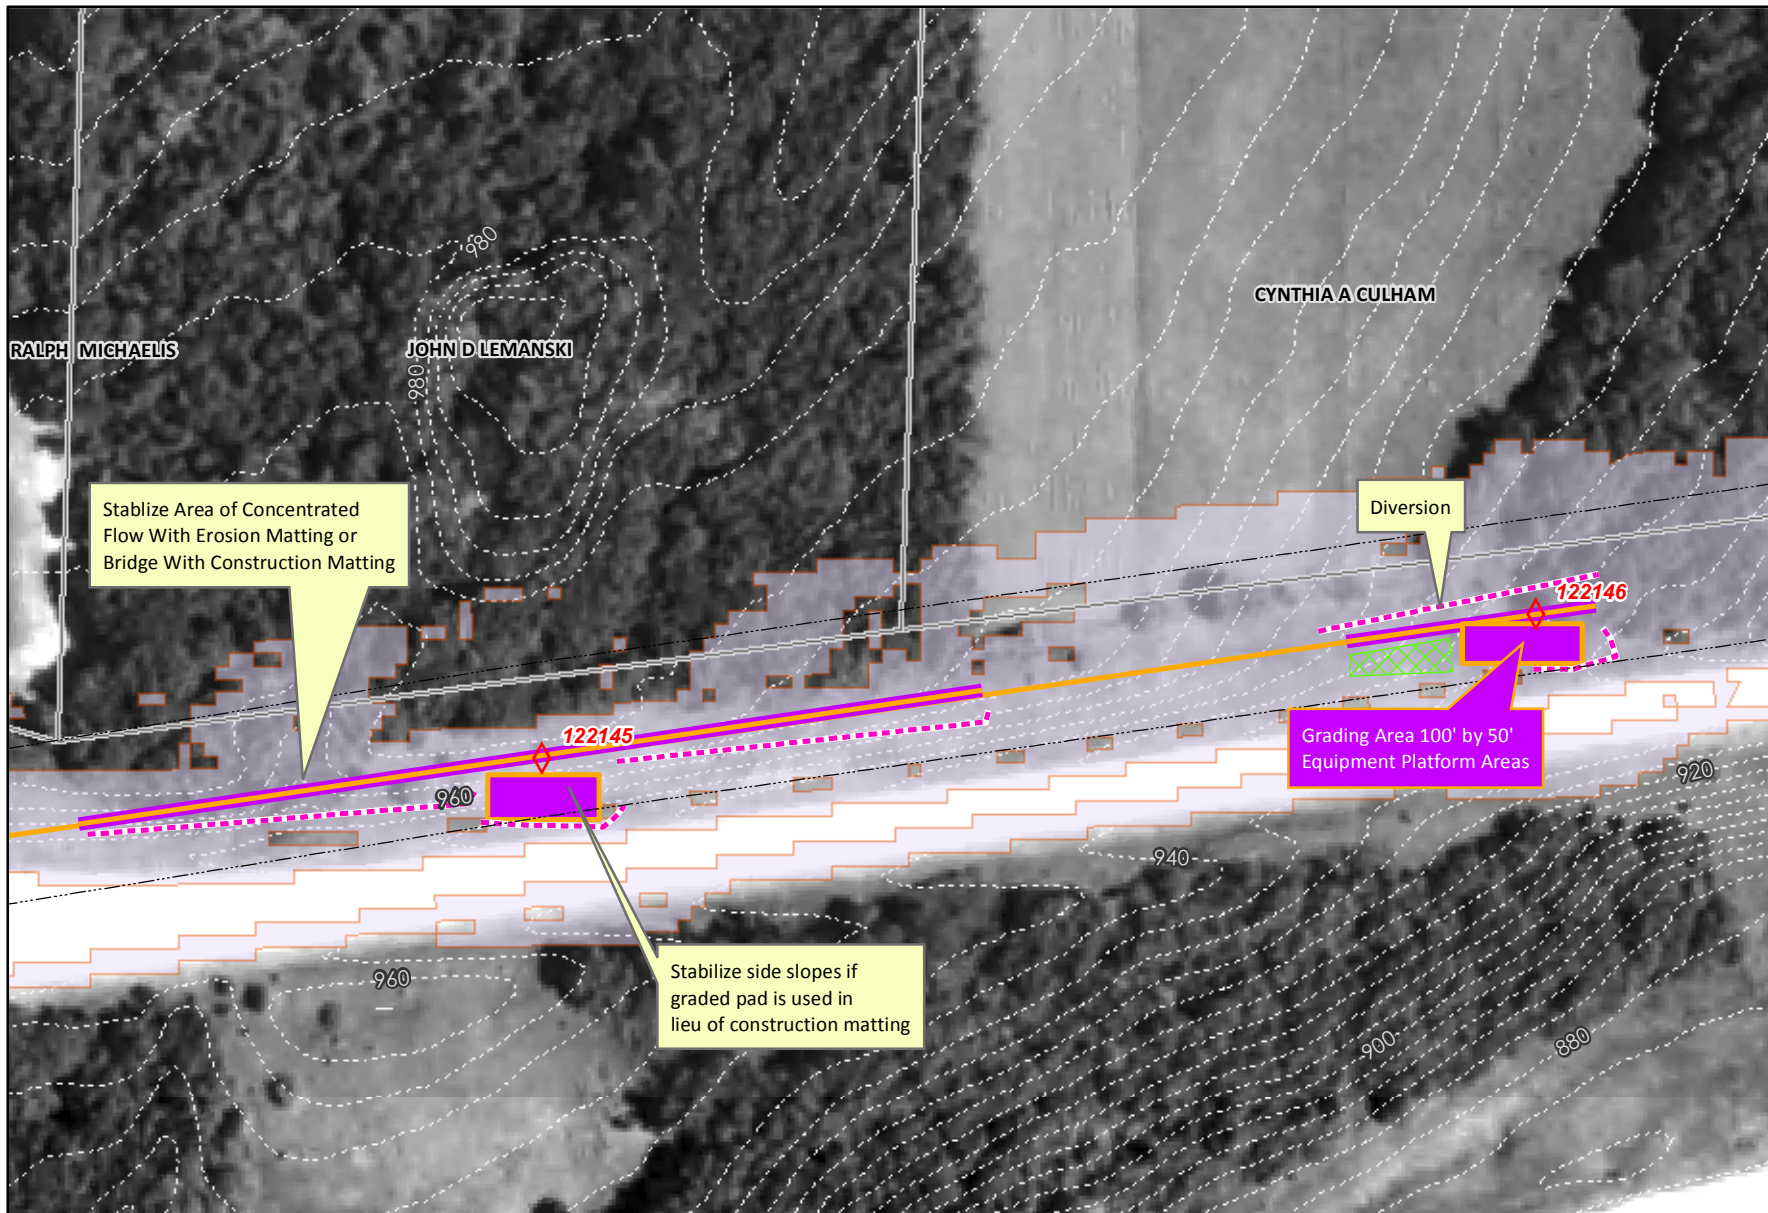 980
CYNTHIA A CULHAM
RALPH MICHAELIS
JOHN D LEMANSKI
980
Stablize Area of Concentrated
Flow With Erosion Matting or
Bridge With Construction Matting
Diversion
122146
122145
Grading Area 100' by 50'
Equipment Platform Areas
960
920
940
960
Stabilize side slopes if
graded pad is used in
lieu of construction matting
900
880